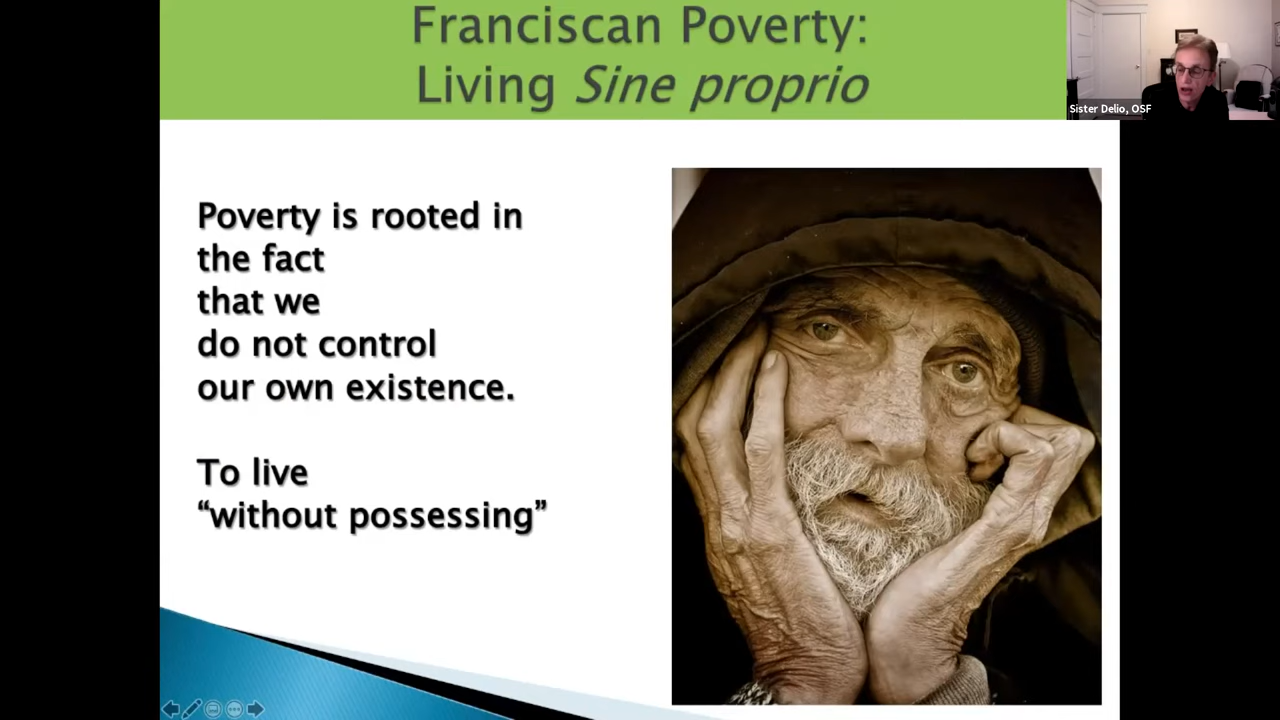 Franciscan Poverty:
Living Sine proprio
Sister Delio, OSF
Poverty is rooted in
the fact
that we
do not control
our own existence.
To live
“without possessing”